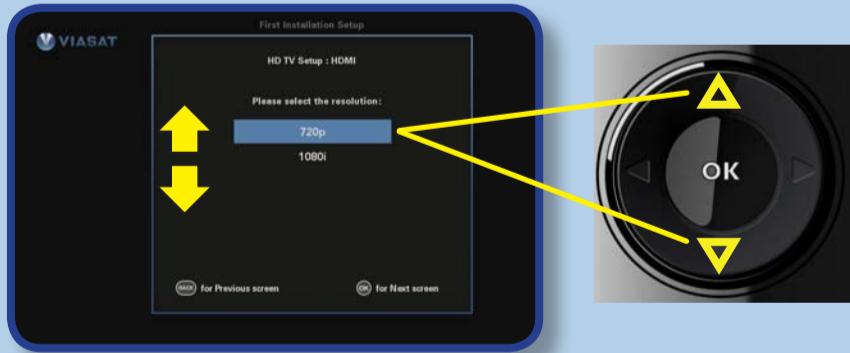 First Installation Setup
VIASAT
HD TV Setup : HDMI
Please select the resolution:
720p
1080i
BACK for Previous screen
OK for Next screen
OK